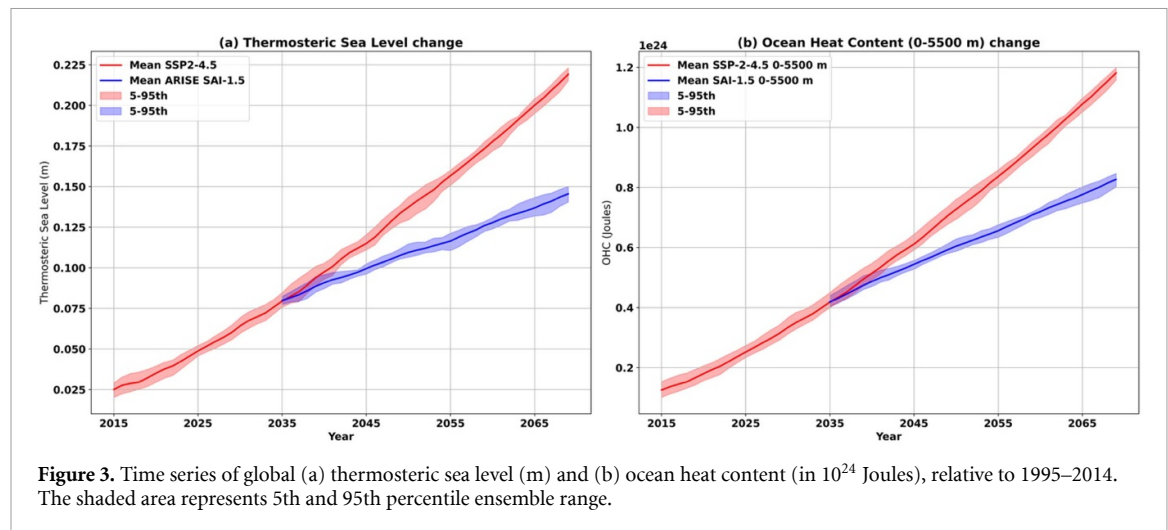 (a) Thermosteric Sea Level change
Mean SSP2-4.5
Mean ARISE SAI-1.5
5-95th
5-95th
0.225
0.200
0.175
0.150
0.125
0.100
0.075
0.050
0.025
Thermosteric Sea Level (m)
2015 2025 2035 2045 2055 2065
Year
(b) Ocean Heat Content (0-5500 m) change
1e24
Mean SSP-2-4.5 0-5500 m
Mean SAI-1.5 0-5500 m
5-95th
5-95th
1.2
1.0
0.8
0.6
0.4
0.2
OHC (Joules)
2015 2025 2035 2045 2055 2065
Year
Figure 3. Time series of global (a) thermosteric sea level (m) and (b) ocean heat content (in 10²⁴ Joules), relative to 1995–2014.
The shaded area represents 5th and 95th percentile ensemble range.